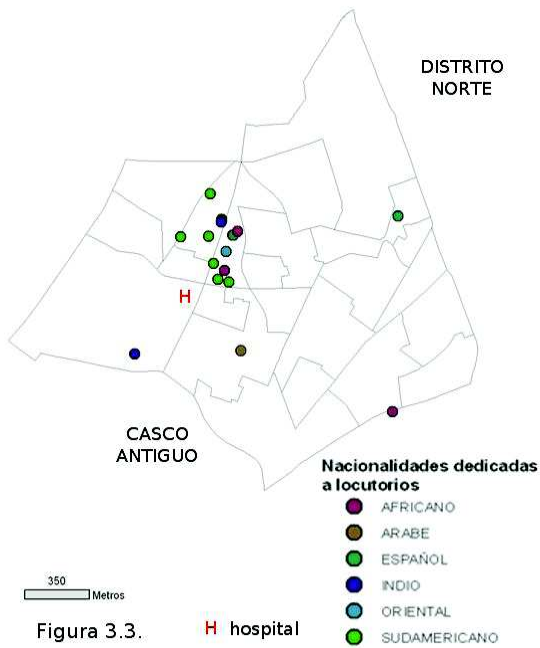 DISTRITO
NORTE
H
CASCO
ANTIGUO
Nacionalidades dedicadas
a locutorios
AFRICANO
ARABE
ESPAÑOL
INDIO
ORIENTAL
SUDAMERICANO
350
Metros
Figura 3.3.
H hospital